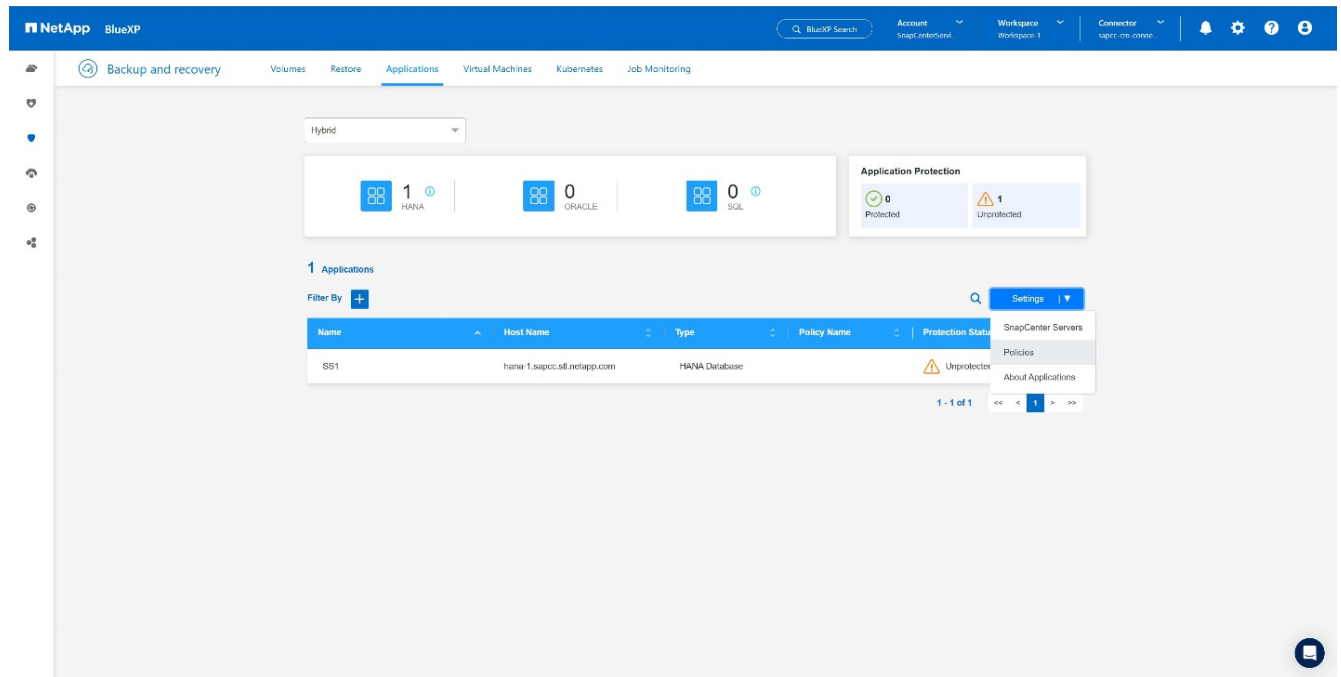 NetApp BlueXP
BlueXP Search
Account
SnapCenterServi...
Workspace
Workspace-1
Connector
sapcc-cm-conne...
Backup and recovery
Volumes Restore Applications Virtual Machines Kubernetes Job Monitoring
Hybrid
1
HANA
0
ORACLE
0
SQL
Application Protection
0
Protected
1
Unprotected
1 Applications
Filter By
Settings
SnapCenter Servers
Policies
About Applications
Name Host Name Type Policy Name Protection Statu
SS1 hana-1.sapcc.stl.netapp.com HANA Database Unprotected
1 - 1 of 1 << < 1 > >>